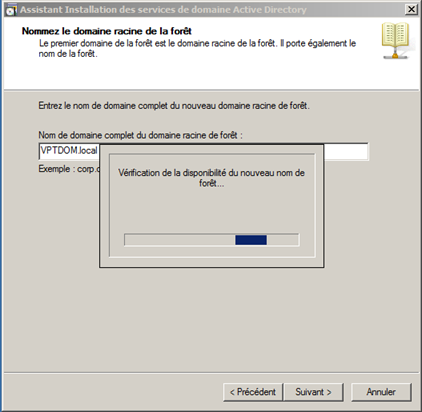 Assistant Installation des services de domaine Active Directory
Nommez le domaine racine de la forêt
Le premier domaine de la forêt est le domaine racine de la forêt. Il porte également le
nom de la forêt.
Entrez le nom de domaine complet du nouveau domaine racine de forêt.
Nom de domaine complet du domaine racine de forêt :
VPTDOM.local
Exemple : corp.c
Vérification de la disponibilité du nouveau nom de
forêt...
< Précédent
Suivant >
Annuler